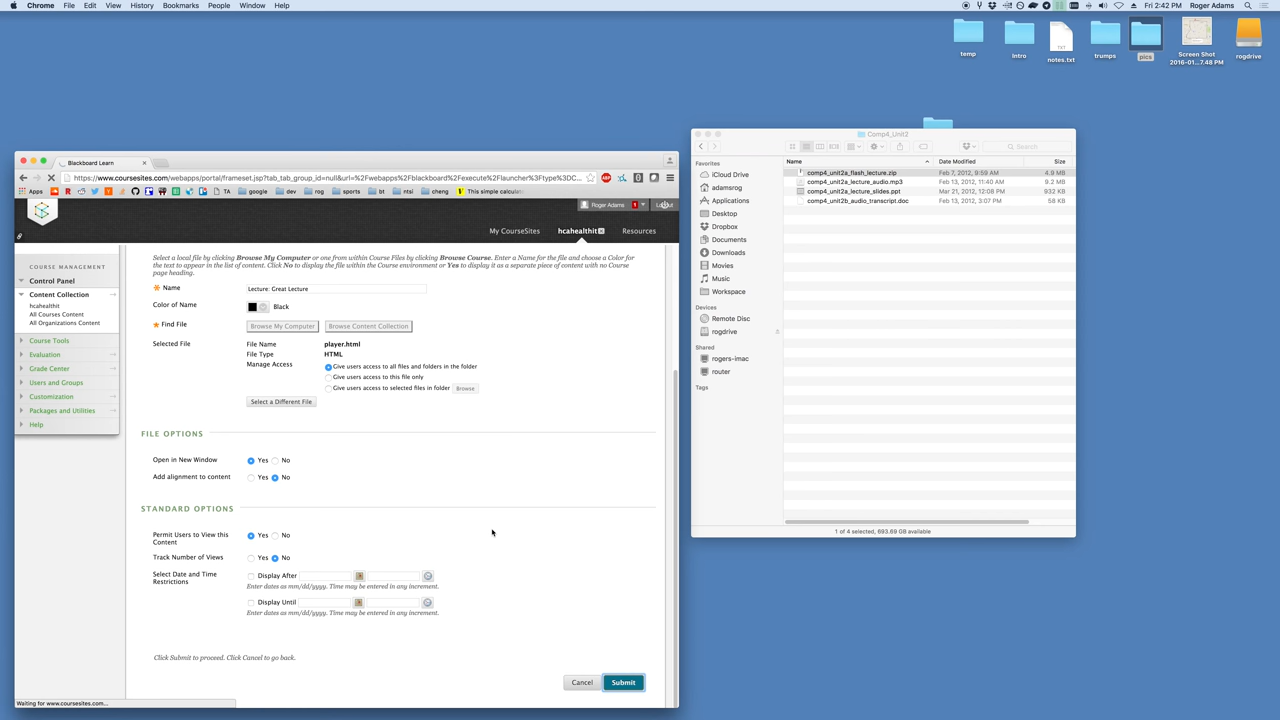 Chrome File Edit View History Bookmarks People Window Help
Fri 2:42 PM Roger Adams
temp
intro
notes.txt
trumps
pics
Screen Shot
2016-01...7.48 PM
rogdrive
Blackboard Learn
https://www.coursesites.com/webapps/portal/frameset.jsp?tab_tab_group_id=null&url=%2Fwebapps%2Fblackboard%2Fexecute%2Flauncher%3Ftype%3DC...
Apps google dev rog sports bt ntsi cheng This simple calculat
Roger Adams 1
My CourseSites hcahealthit Resources
COURSE MANAGEMENT
Control Panel
Content Collection
hcahealthit
All Courses Content
All Organizations Content
Course Tools
Evaluation
Grade Center
Users and Groups
Customization
Packages and Utilities
Help
Select a local file by clicking Browse My Computer or one from within Course Files by clicking Browse Course. Enter a Name for the file and choose a Color for
the text to appear in the list of content. Click No to display the file within the Course environment or Yes to display it as a separate piece of content with no Course
page heading.
Name Lecture: Great Lecture
Color of Name Black
Find File Browse My Computer Browse Content Collection
Selected File File Name player.html
File Type HTML
Manage Access Give users access to all files and folders in the folder
Give users access to this file only
Give users access to selected files in folder Browse
Select a Different File
FILE OPTIONS
Open in New Window Yes No
Add alignment to content Yes No
STANDARD OPTIONS
Permit Users to View this
Content Yes No
Track Number of Views Yes No
Select Date and Time
Restrictions Display After
Enter dates as mm/dd/yyyy. Time may be entered in any increment.
Display Until
Enter dates as mm/dd/yyyy. Time may be entered in any increment.
Click Submit to proceed. Click Cancel to go back.
Cancel Submit
Waiting for www.coursesites.com...
Comp4_Unit2
Search
Favorites
iCloud Drive
adamsrog
Applications
Desktop
Dropbox
Documents
Downloads
Movies
Music
Workspace
Devices
Remote Disc
rogdrive
Shared
rogers-imac
router
Tags
Name Date Modified Size
comp4_unit2a_flash_lecture.zip Feb 7, 2012, 9:59 AM 4.9 MB
comp4_unit2a_lecture_audio.mp3 Feb 13, 2012, 11:40 AM 9.2 MB
comp4_unit2a_lecture_slides.ppt Mar 21, 2012, 12:08 PM 932 KB
comp4_unit2b_audio_transcript.doc Feb 13, 2012, 3:07 PM 58 KB
1 of 4 selected, 693.69 GB available